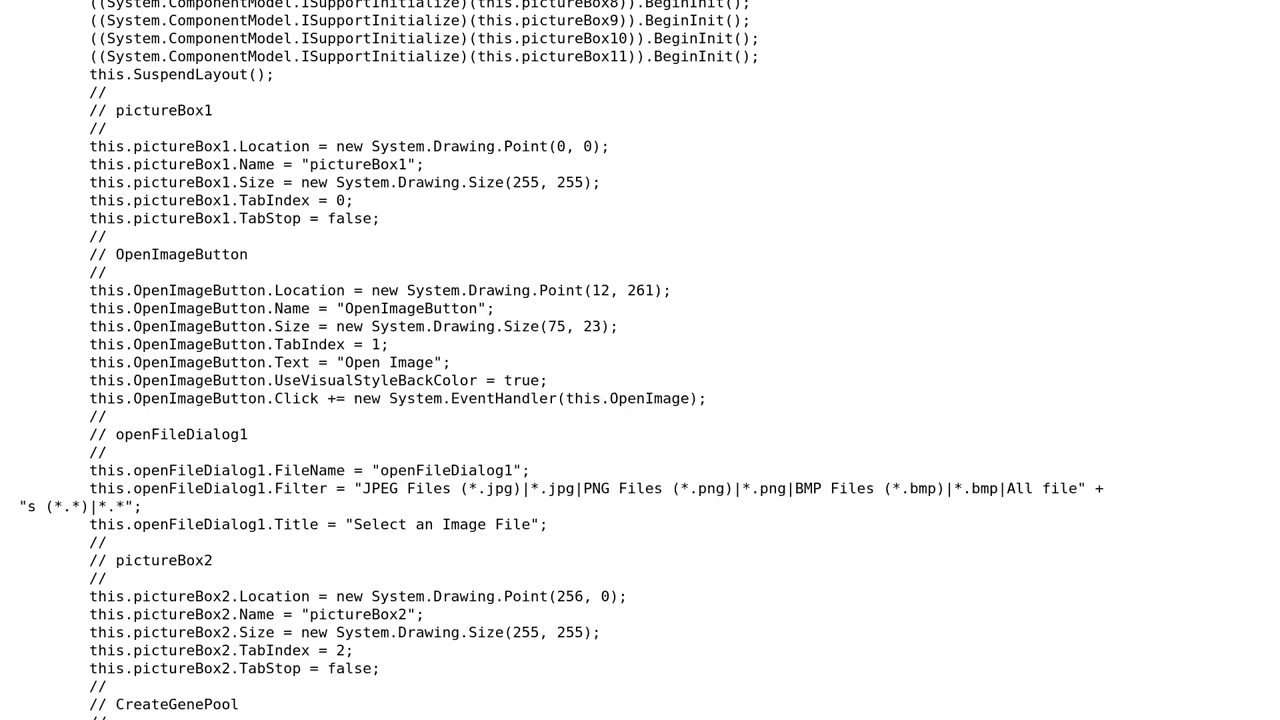 ((System.ComponentModel.ISupportInitialize)(this.pictureBox8)).BeginInit();
((System.ComponentModel.ISupportInitialize)(this.pictureBox9)).BeginInit();
((System.ComponentModel.ISupportInitialize)(this.pictureBox10)).BeginInit();
((System.ComponentModel.ISupportInitialize)(this.pictureBox11)).BeginInit();
this.SuspendLayout();
//
// pictureBox1
//
this.pictureBox1.Location = new System.Drawing.Point(0, 0);
this.pictureBox1.Name = "pictureBox1";
this.pictureBox1.Size = new System.Drawing.Size(255, 255);
this.pictureBox1.TabIndex = 0;
this.pictureBox1.TabStop = false;
//
// OpenImageButton
//
this.OpenImageButton.Location = new System.Drawing.Point(12, 261);
this.OpenImageButton.Name = "OpenImageButton";
this.OpenImageButton.Size = new System.Drawing.Size(75, 23);
this.OpenImageButton.TabIndex = 1;
this.OpenImageButton.Text = "Open Image";
this.OpenImageButton.UseVisualStyleBackColor = true;
this.OpenImageButton.Click += new System.EventHandler(this.OpenImage);
//
// openFileDialog1
//
this.openFileDialog1.FileName = "openFileDialog1";
this.openFileDialog1.Filter = "JPEG Files (*.jpg)|*.jpg|PNG Files (*.png)|*.png|BMP Files (*.bmp)|*.bmp|All file" +
"s (*.*)|*.*";
this.openFileDialog1.Title = "Select an Image File";
//
// pictureBox2
//
this.pictureBox2.Location = new System.Drawing.Point(256, 0);
this.pictureBox2.Name = "pictureBox2";
this.pictureBox2.Size = new System.Drawing.Size(255, 255);
this.pictureBox2.TabIndex = 2;
this.pictureBox2.TabStop = false;
//
// CreateGenePool
//